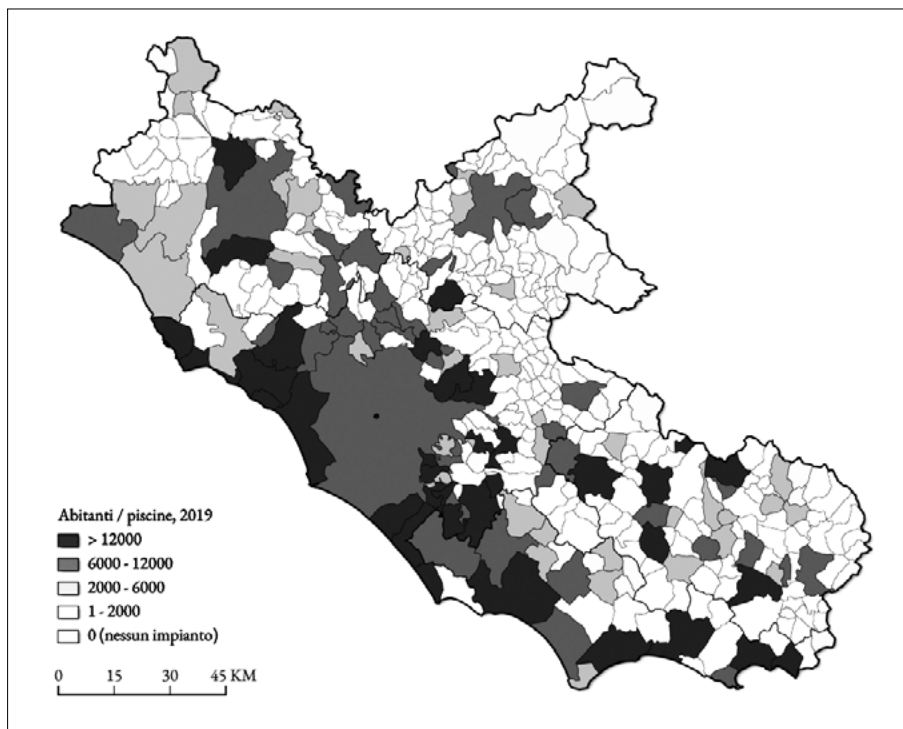 Abitanti / piscine, 2019
> 12000
6000 - 12000
2000 - 6000
1 - 2000
0 (nessun impianto)
0 15 30 45 KM